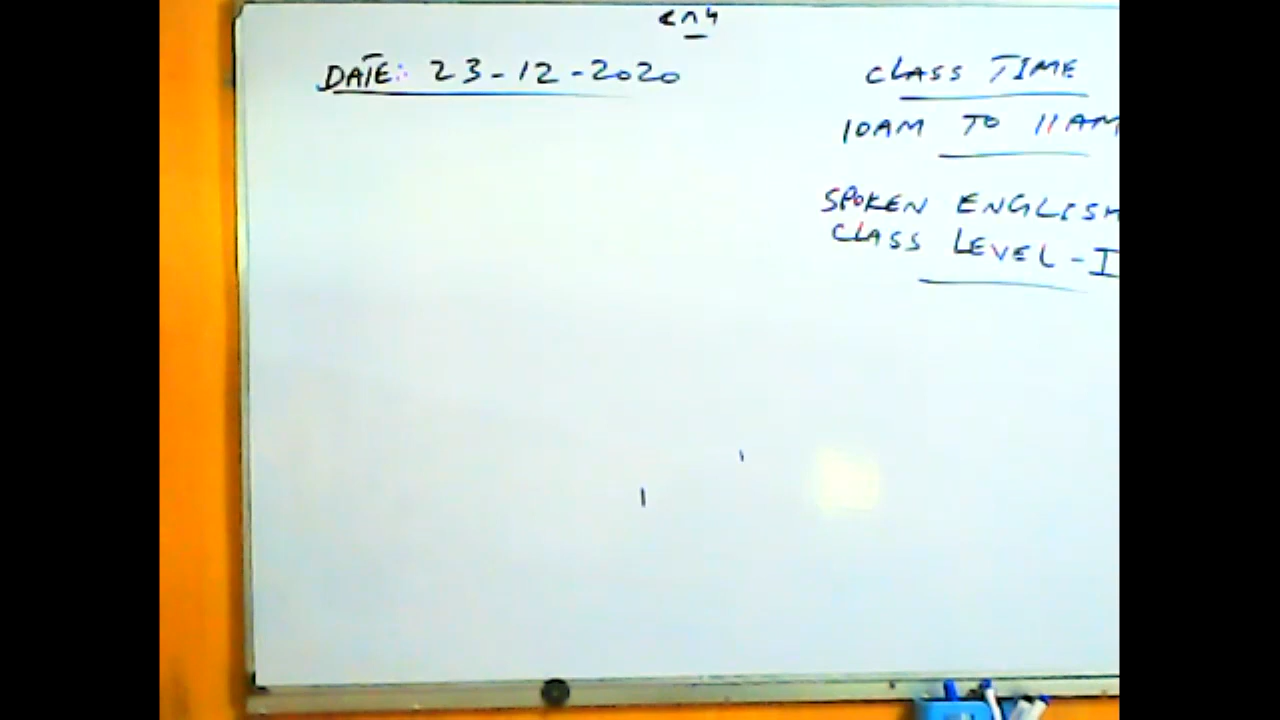 DATE: 23-12-2020
CLASS TIME
10AM TO 11AM
SPOKEN ENGLISH
CLASS LEVEL-I